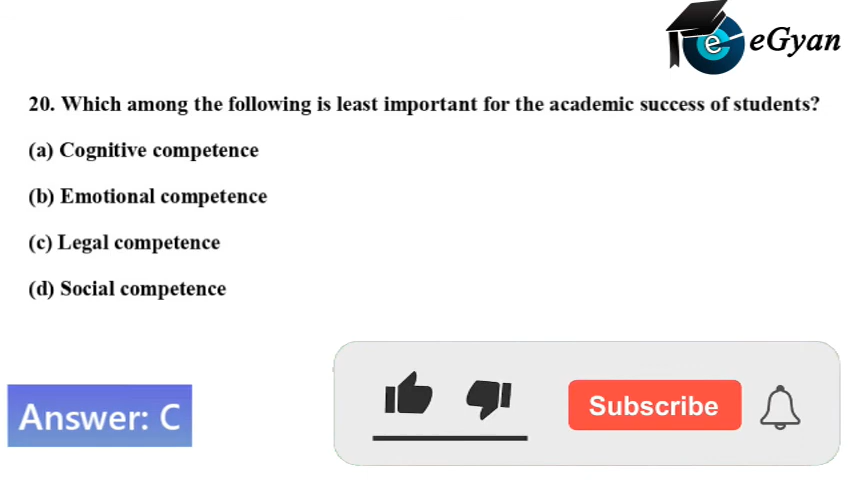 e eGyan
20. Which among the following is least important for the academic success of students?
(a) Cognitive competence
(b) Emotional competence
(c) Legal competence
(d) Social competence
Answer: C
Subscribe